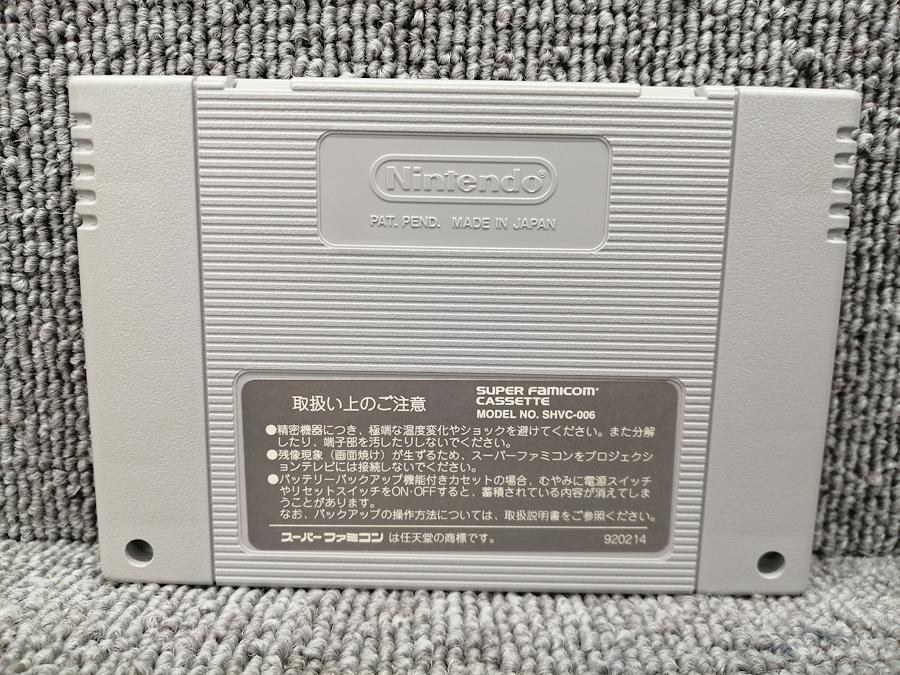 Nintendo®
PAT. PEND. MADE IN JAPAN
取扱い上のご注意
SUPER FAMICOM®
CASSETTE
MODEL NO. SHVC-006
●精密機器につき、極端な温度変化やショックを避けてください。また分解
したり、端子部を汚したりしないでください。
●残像現象（画面焼け）が生ずるため、スーパーファミコンをプロジェクシ
ョンテレビには接続しないでください。
●バッテリーバックアップ機能付きカセットの場合、むやみに電源スイッチ
やリセットスイッチをON·OFFすると、蓄積されている内容が消えてしま
うことがあります。
なお、バックアップの操作方法については、取扱説明書をご参照ください。
スーパーファミコンは任天堂の商標です。
920214